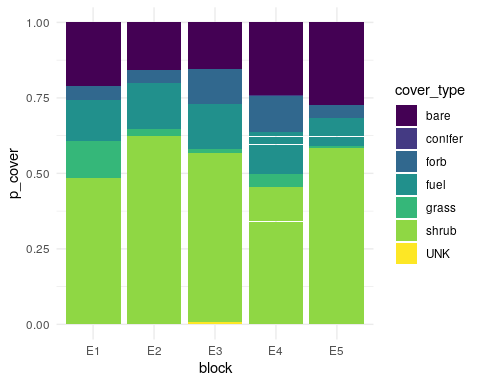 1.00
0.75
0.50
0.25
0.00
p_cover
E1 E2 E3 E4 E5
block
cover_type
bare
conifer
forb
fuel
grass
shrub
UNK